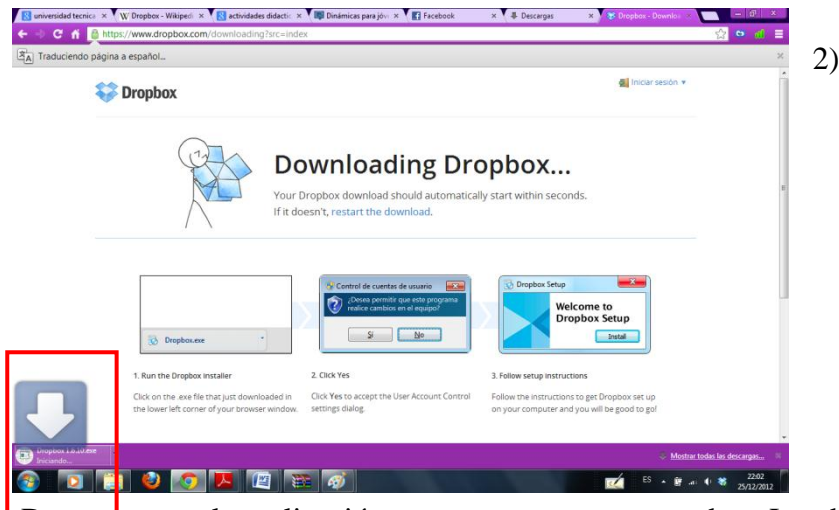 universidad tecnica
Dropbox - Wikipedi
actividades didactic
Dinámicas para jóv
Facebook
Descargas
Dropbox - Downloa
https://www.dropbox.com/downloading?src=index
2)
Traduciendo página a español...
Iniciar sesión
Dropbox
Downloading Dropbox...
Your Dropbox download should automatically start within seconds.
If it doesn't, restart the download.
Control de cuentas de usuario
¿Desea permitir que este programa
realice cambios en el equipo?
Sí No
Dropbox Setup
Welcome to
Dropbox Setup
Install
Dropbox.exe
1. Run the Dropbox installer
Click on the .exe file that just downloaded in
the lower left corner of your browser window.
2. Click Yes
Click Yes to accept the User Account Control
settings dialog.
3. Follow setup instructions
Follow the instructions to get Dropbox set up
on your computer and you will be good to go!
Dropbox 1.6.10.exe
Iniciando...
Mostrar todas las descargas...
ES
22:02
25/12/2012